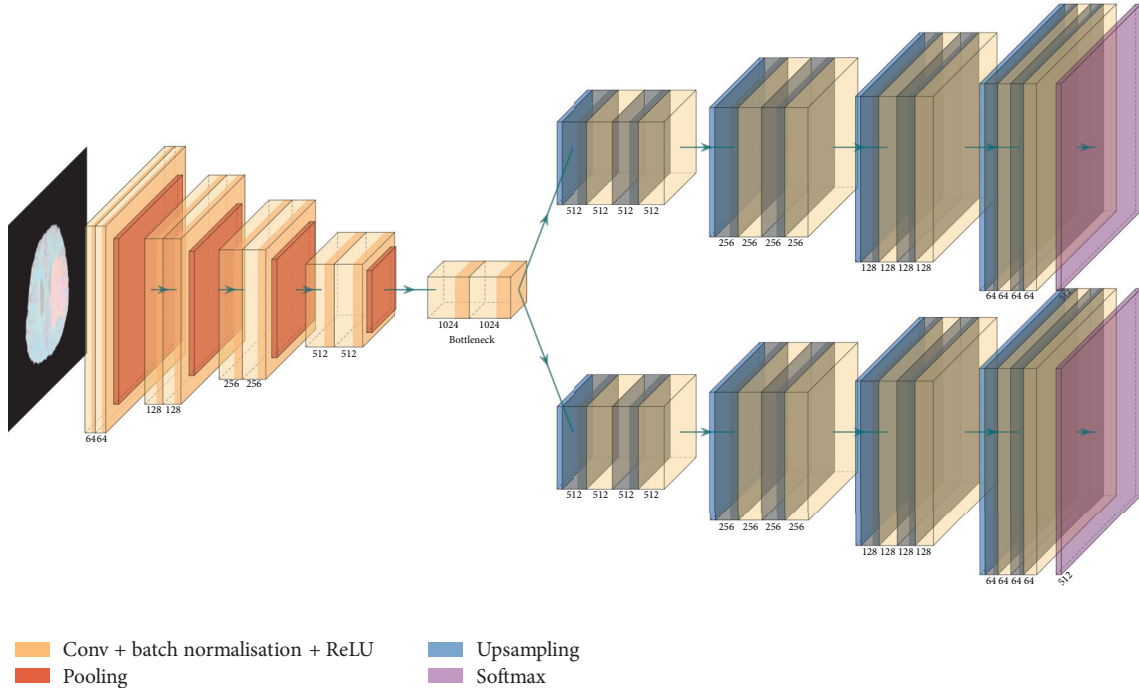 512 512 512 512
256 256 256 256
128 128 128 128
64 64 64 64
512
64 64
128 128
256 256
512 512
1024 1024
Bottleneck
512 512 512 512
256 256 256 256
128 128 128 128
64 64 64 64
512
Conv + batch normalisation + ReLU
Pooling
Upsampling
Softmax